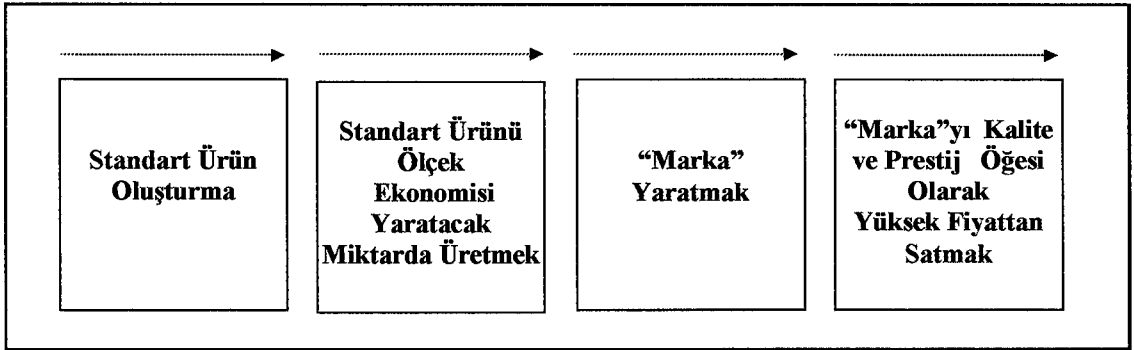 Standart Ürün
Oluşturma
Standart Ürünü
Ölçek
Ekonomisi
Yaratacak
Miktarda Üretmek
“Marka”
Yaratmak
“Marka”yı Kalite
ve Prestij Öğesi
Olarak
Yüksek Fiyattan
Satmak